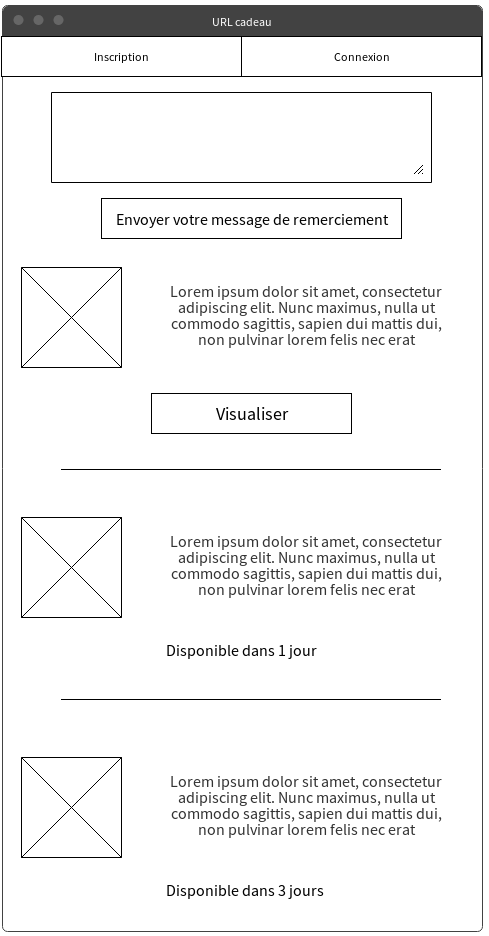 URL cadeau
Inscription
Connexion
Envoyer votre message de remerciement
Lorem ipsum dolor sit amet, consectetur
adipiscing elit. Nunc maximus, nulla ut
commodo sagittis, sapien dui mattis dui,
non pulvinar lorem felis nec erat
Visualiser
Lorem ipsum dolor sit amet, consectetur
adipiscing elit. Nunc maximus, nulla ut
commodo sagittis, sapien dui mattis dui,
non pulvinar lorem felis nec erat
Disponible dans 1 jour
Lorem ipsum dolor sit amet, consectetur
adipiscing elit. Nunc maximus, nulla ut
commodo sagittis, sapien dui mattis dui,
non pulvinar lorem felis nec erat
Disponible dans 3 jours